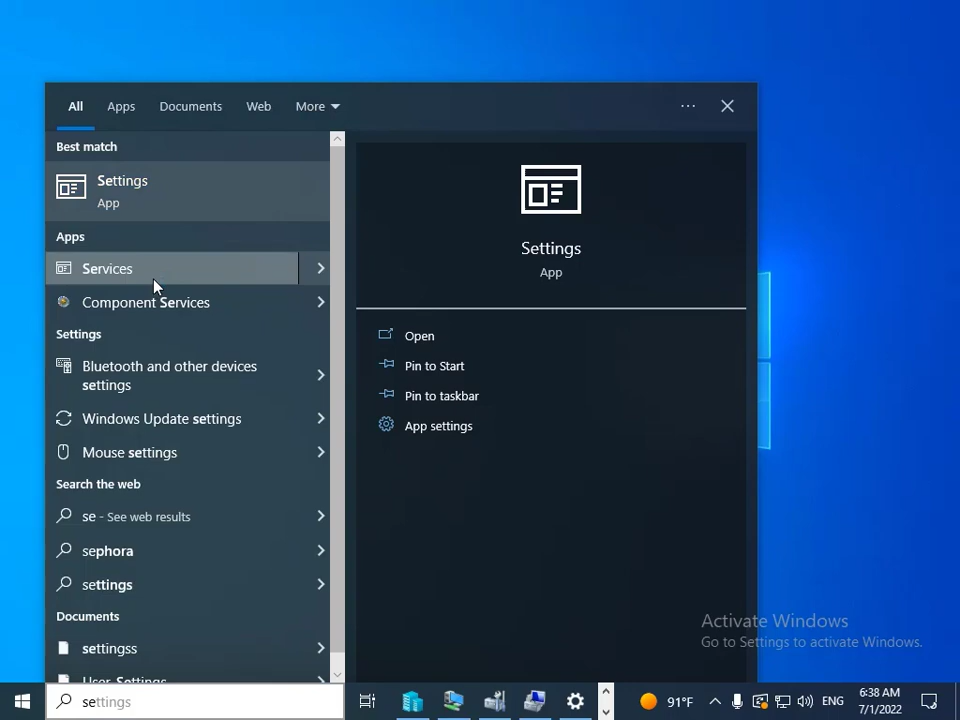 All Apps Documents Web More
Best match
Settings
App
Apps
Services
Component Services
Settings
Bluetooth and other devices
settings
Windows Update settings
Mouse settings
Search the web
se - See web results
sephora
settings
Documents
settingss
User_Settings
Settings
App
Open
Pin to Start
Pin to taskbar
App settings
Activate Windows
Go to Settings to activate Windows.
settings
91°F
ENG
6:38 AM
7/1/2022